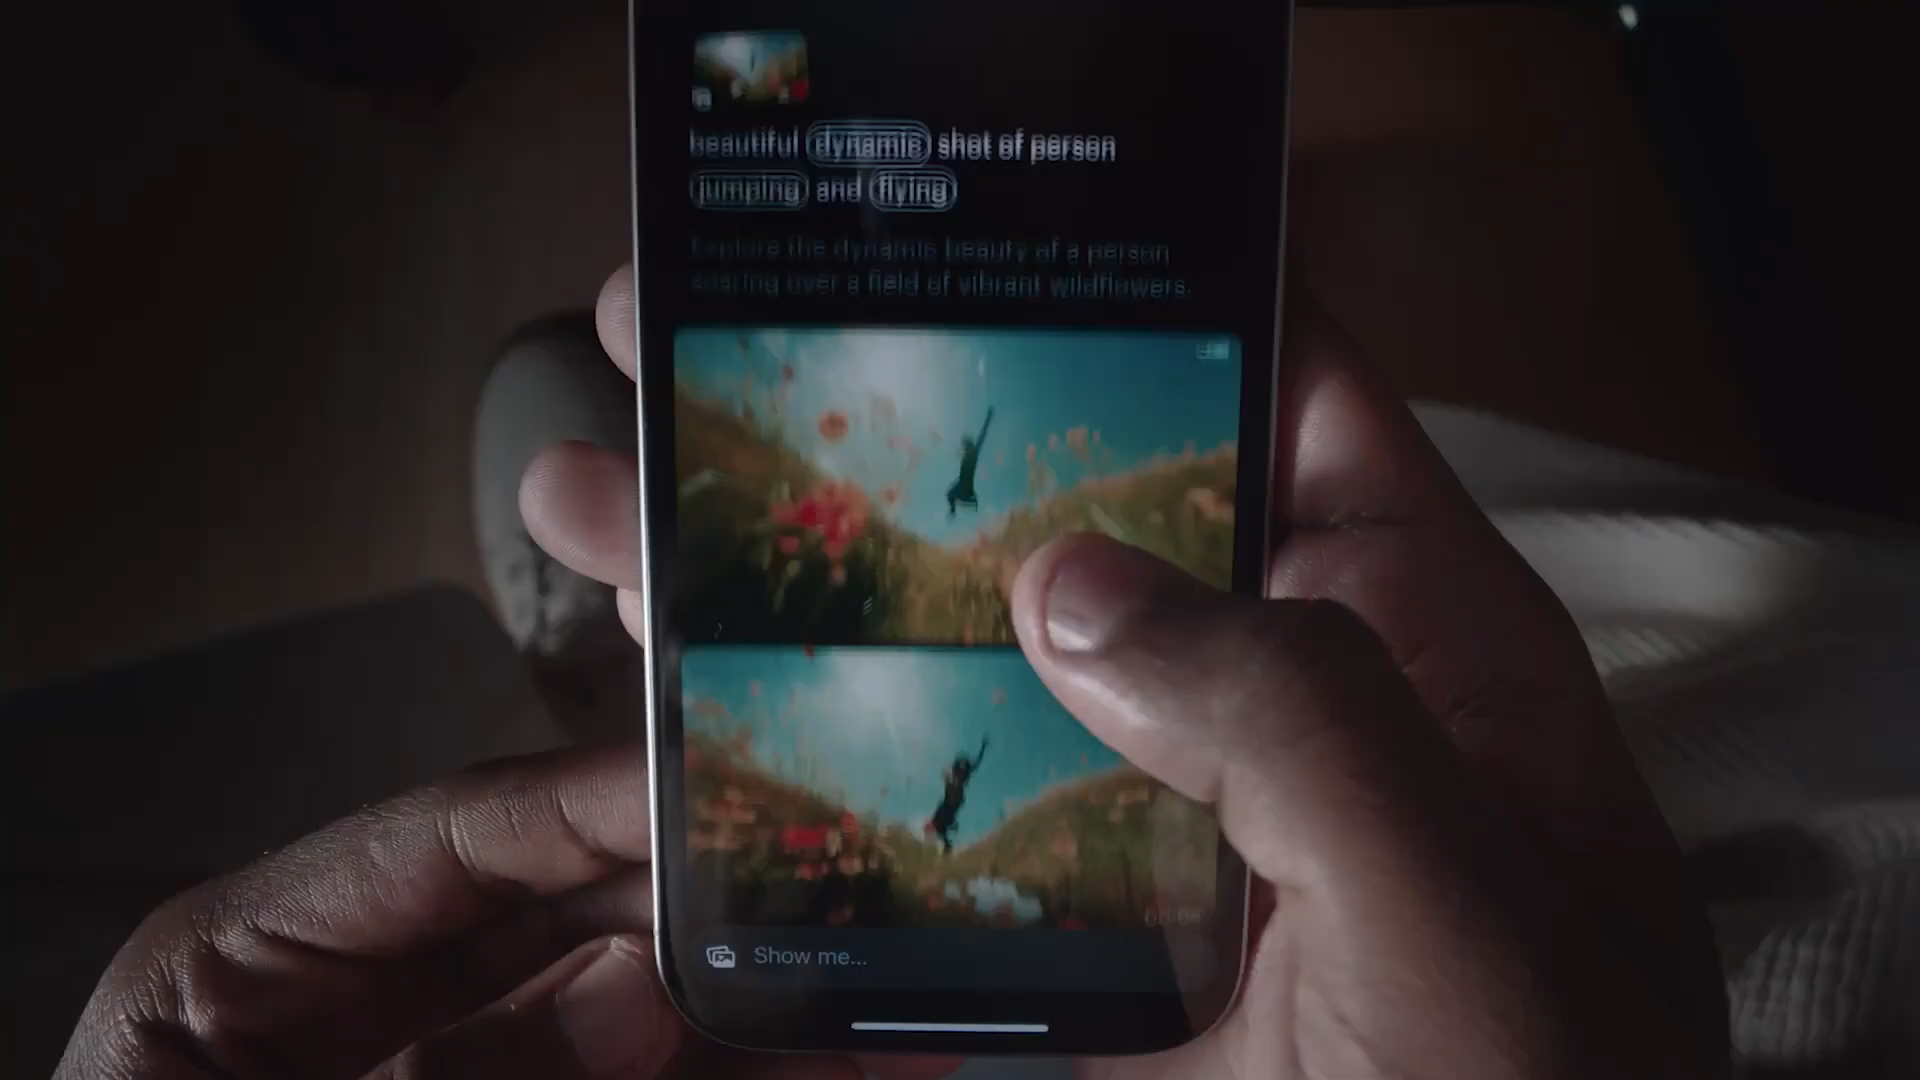 beautiful dynamic shot of person
jumping and flying
Explore the dynamic beauty of a person
soaring over a field of vibrant wildflowers.
Show me...